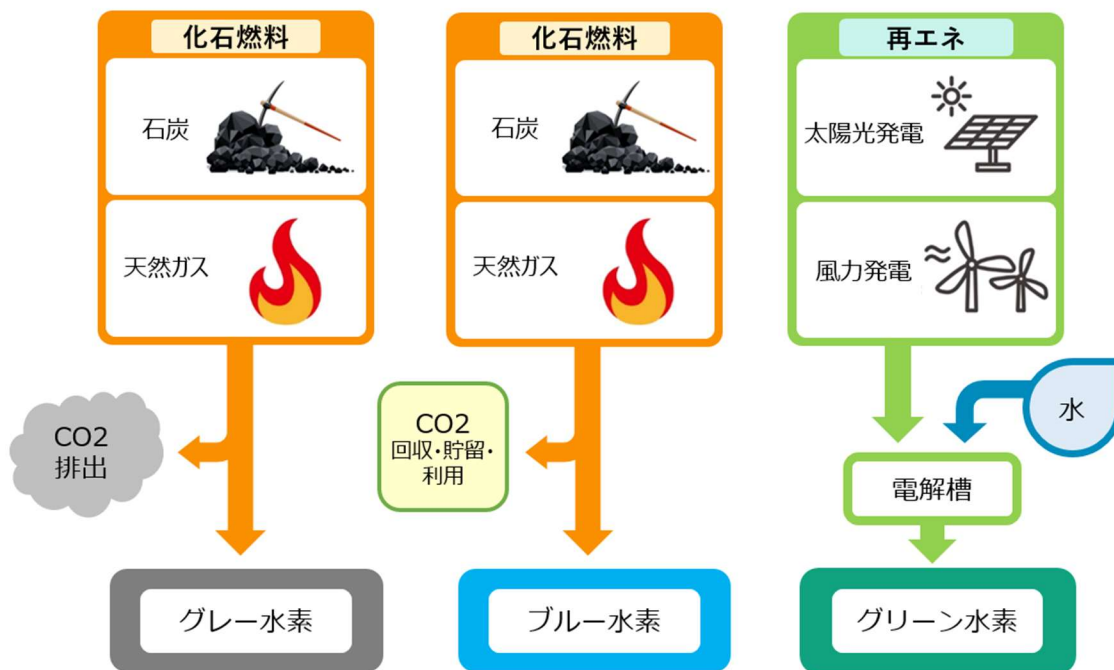 化石燃料
石炭
天然ガス
CO2
排出
グレー水素
化石燃料
石炭
天然ガス
CO2
回収・貯留・
利用
ブルー水素
再エネ
太陽光発電
風力発電
水
電解槽
グリーン水素